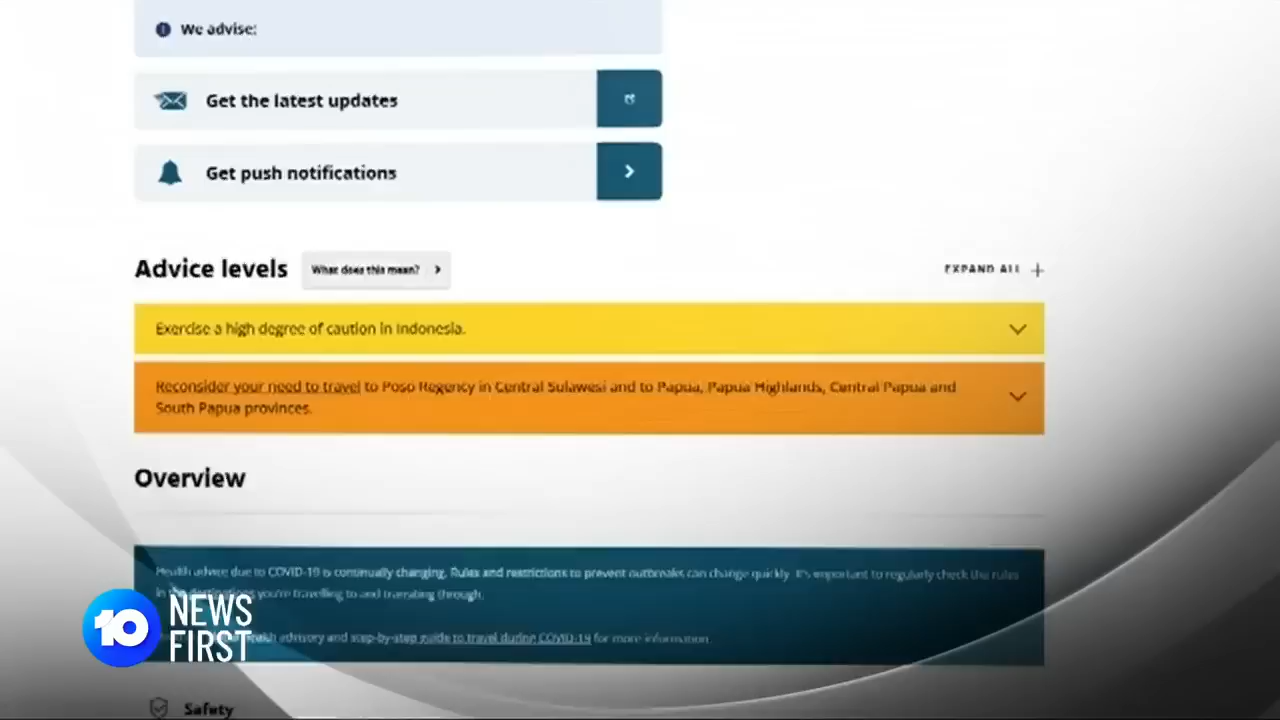 We advise:
Get the latest updates
Get push notifications
Advice levels
What does this mean?
EXPAND ALL
Exercise a high degree of caution in Indonesia.
Reconsider your need to travel to Poso Regency in Central Sulawesi and to Papua, Papua Highlands, Central Papua and
South Papua provinces.
Overview
Health advice due to COVID-19 is continually changing. Rules and restrictions to prevent outbreaks can change quickly. It's important to regularly check the rules
in the destinations you're travelling to and transiting through.
advisory and step-by-step guide to travel during COVID-19 for more information.
10 NEWS
FIRST
Safety